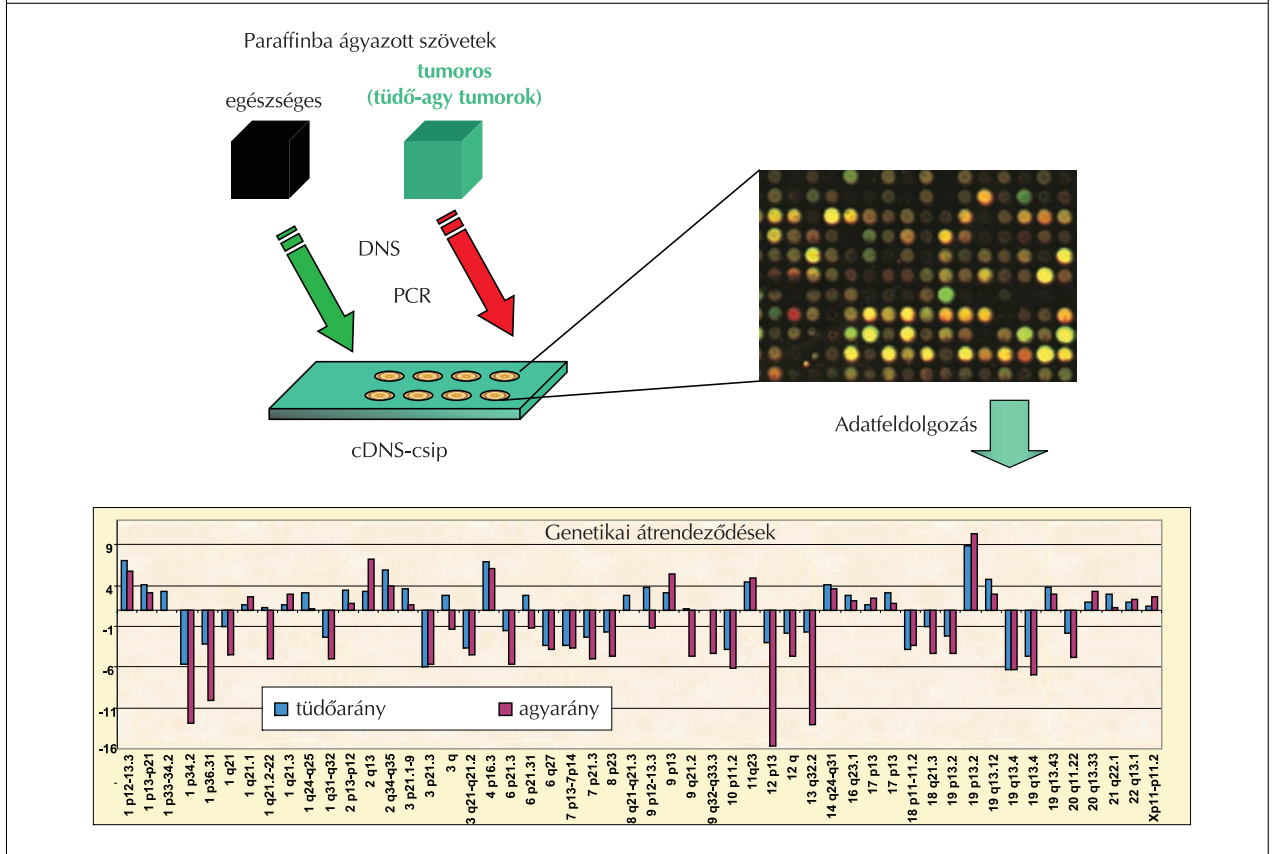 Paraffinba ágyazott szövetek
egészséges
tumoros
(tüdő-agy tumorok)
DNS
PCR
cDNS-csip
Adatfeldolgozás
Genetikai átrendeződések
9
4
-1
-6
-11
-16
tüdőarány
agyarány
1 p12-13.3
1 p13-p21
1 p33-34.2
1 p34.2
1 p36.31
1 q21
1 q21.1
1 q21.2-22
1 q21.3
1 q24-q25
1 q31-q32
2 p13-p12
2 q13
2 q34-q35
3 p21.1-9
3 p21.3
3 q
3 q21-q21.2
4 p16.3
6 p21.3
6 p21.31
6 q27
7 p13-7p14
7 p21.3
8 p23
8 q21-q21.3
9 p12-13.3
9 p13
9 q21.2
9 q32-q33.3
10 p11.2
11q23
12 p13
12 q
13 q32.2
14 q24-q31
16 q23.1
17 p13
17 p13
18 p11-11.2
18 q21.3
19 p13.2
19 p13.2
19 q13.12
19 q13.4
19 q13.4
19 q13.43
20 q11.22
20 q13.33
21 q22.1
22 q13.1
Xp11-p11.2